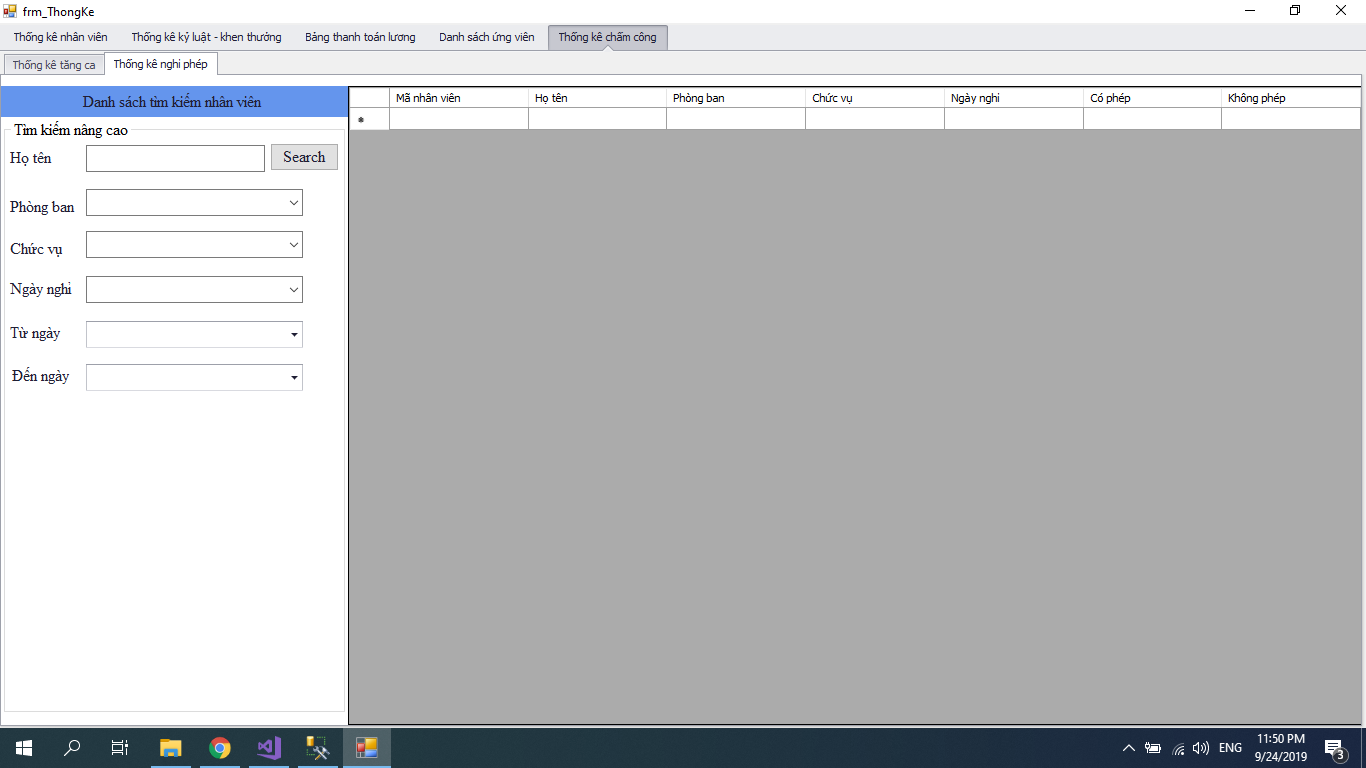 frm_ThongKe
Thống kê nhân viên Thống kê kỷ luật - khen thưởng Bảng thanh toán lương Danh sách ứng viên Thống kê chấm công
Thống kê tăng ca Thống kê nghỉ phép
Danh sách tìm kiếm nhân viên
Tìm kiếm nâng cao
Họ tên Search
Phòng ban
Chức vụ
Ngày nghỉ
Từ ngày
Đến ngày
Mã nhân viên Họ tên Phòng ban Chức vụ Ngày nghỉ Có phép Không phép
*
ENG
11:50 PM
9/24/2019
3